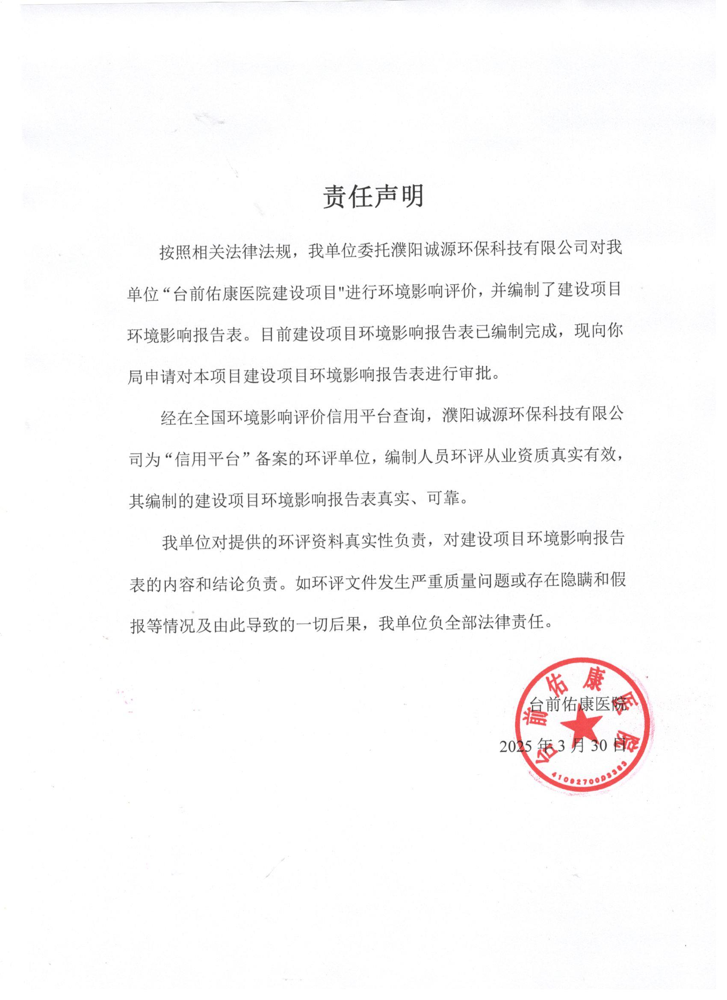 责任声明
按照相关法律法规，我单位委托濮阳诚源环保科技有限公司对我
单位“台前佑康医院建设项目"进行环境影响评价，并编制了建设项目
环境影响报告表。目前建设项目环境影响报告表已编制完成，现向你
局申请对本项目建设项目环境影响报告表进行审批。
经在全国环境影响评价信用平台查询，濮阳诚源环保科技有限公
司为“信用平台”备案的环评单位，编制人员环评从业资质真实有效，
其编制的建设项目环境影响报告表真实、可靠。
我单位对提供的环评资料真实性负责，对建设项目环境影响报告
表的内容和结论负责。如环评文件发生严重质量问题或存在隐瞒和假
报等情况及由此导致的一切后果，我单位负全部法律责任。
台前佑康医院
2025 年 3 月 30 日
台前佑康医院